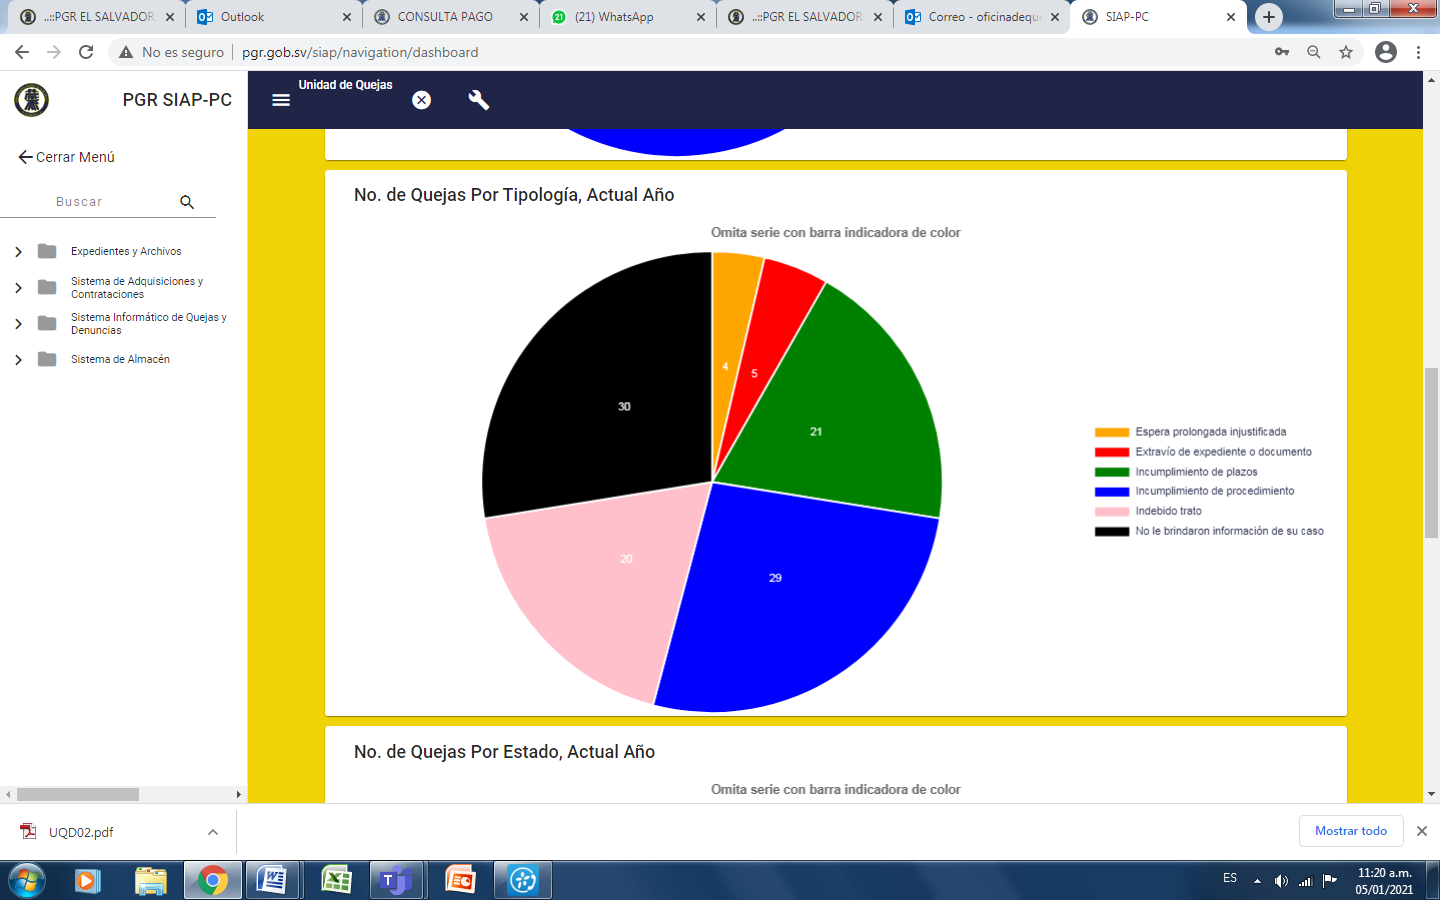 ..::PGR EL SALVADOR:
Outlook
CONSULTA PAGO
(21) WhatsApp
..::PGR EL SALVADOR:
Correo - oficinadeque
SIAP-PC
No es seguro
pgr.gob.sv/siap/navigation/dashboard
PGR SIAP-PC
Unidad de Quejas
Cerrar Menú
Buscar
Expedientes y Archivos
Sistema de Adquisiciones y
Contrataciones
Sistema Informático de Quejas y
Denuncias
Sistema de Almacén
No. de Quejas Por Tipología, Actual Año
Omita serie con barra indicadora de color
4
5
30
21
20
29
Espera prolongada injustificada
Extravío de expediente o documento
Incumplimiento de plazos
Incumplimiento de procedimiento
Indebido trato
No le brindaron información de su caso
No. de Quejas Por Estado, Actual Año
Omita serie con barra indicadora de color
UQD02.pdf
Mostrar todo
ES
11:20 a.m.
05/01/2021